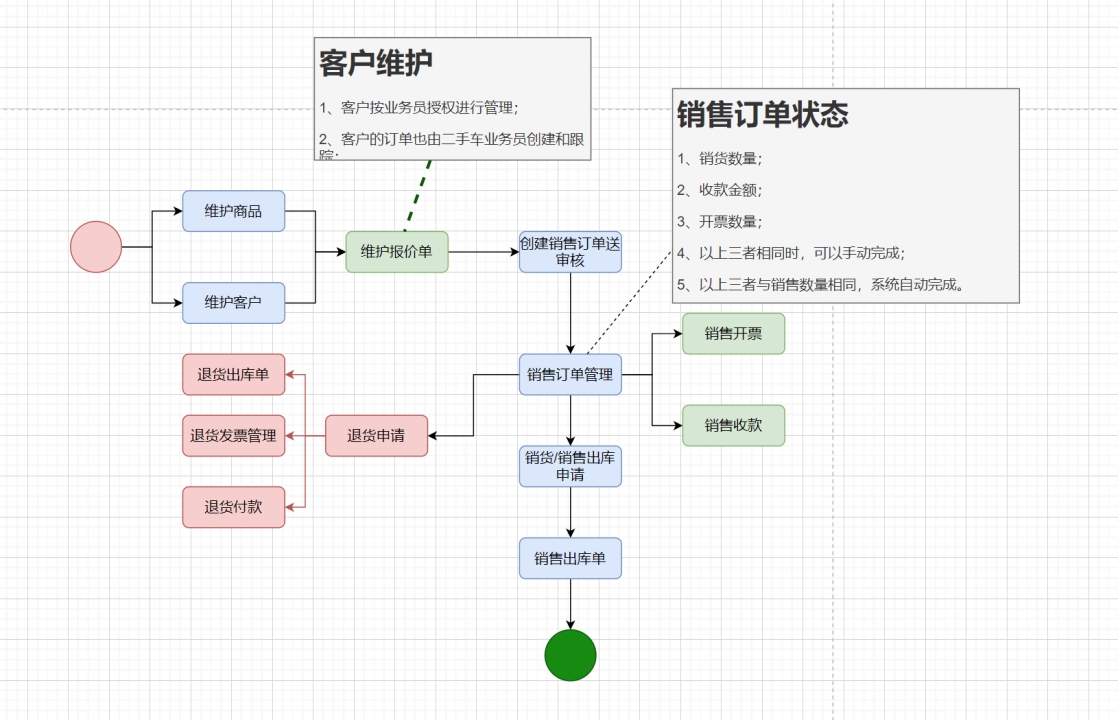 客户维护
1、客户按业务员授权进行管理；
2、客户的订单也由二手车业务员创建和跟
踪；
销售订单状态
1、销货数量；
2、收款金额；
3、开票数量；
4、以上三者相同时，可以手动完成；
5、以上三者与销售数量相同，系统自动完成。
维护商品
维护客户
维护报价单
创建销售订单送
审核
销售开票
销售订单管理
销售收款
退货出库单
退货发票管理
退货申请
退货付款
销货/销售出库
申请
销售出库单